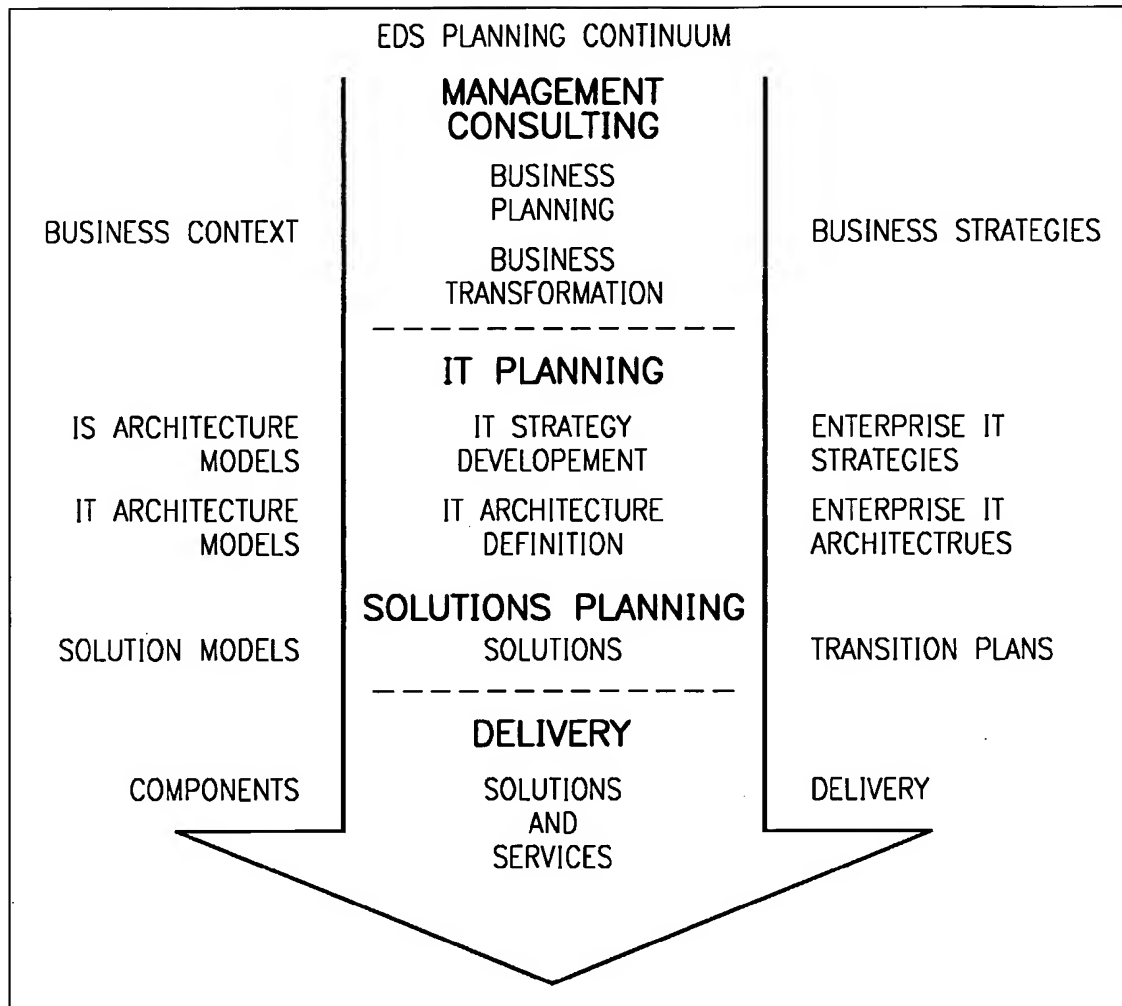 EDS PLANNING CONTINUUM
MANAGEMENT
CONSULTING
BUSINESS
PLANNING
BUSINESS CONTEXT
BUSINESS STRATEGIES
BUSINESS
TRANSFORMATION
IT PLANNING
IS ARCHITECTURE
MODELS
IT STRATEGY
DEVELOPEMENT
ENTERPRISE IT
STRATEGIES
IT ARCHITECTURE
MODELS
IT ARCHITECTURE
DEFINITION
ENTERPRISE IT
ARCHITECTRUES
SOLUTIONS PLANNING
SOLUTION MODELS
SOLUTIONS
TRANSITION PLANS
DELIVERY
COMPONENTS
SOLUTIONS
AND
SERVICES
DELIVERY